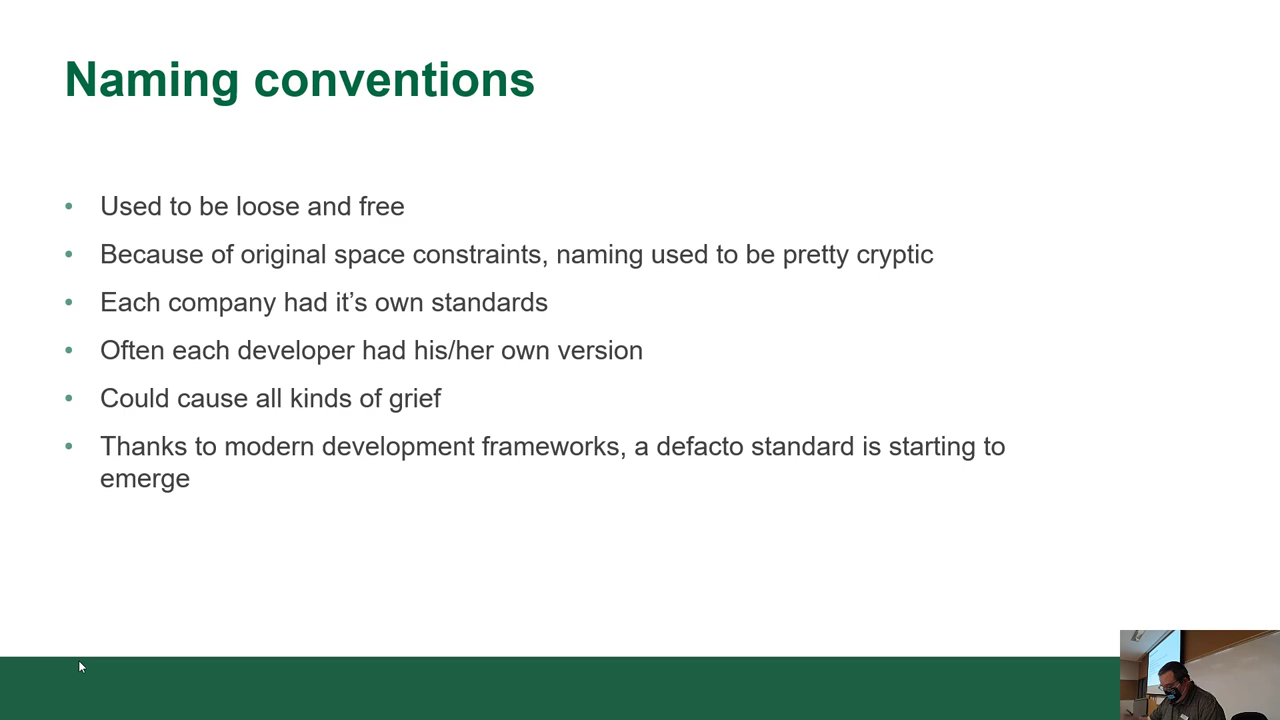 Naming conventions
• Used to be loose and free
• Because of original space constraints, naming used to be pretty cryptic
• Each company had it’s own standards
• Often each developer had his/her own version
• Could cause all kinds of grief
• Thanks to modern development frameworks, a defacto standard is starting to
emerge